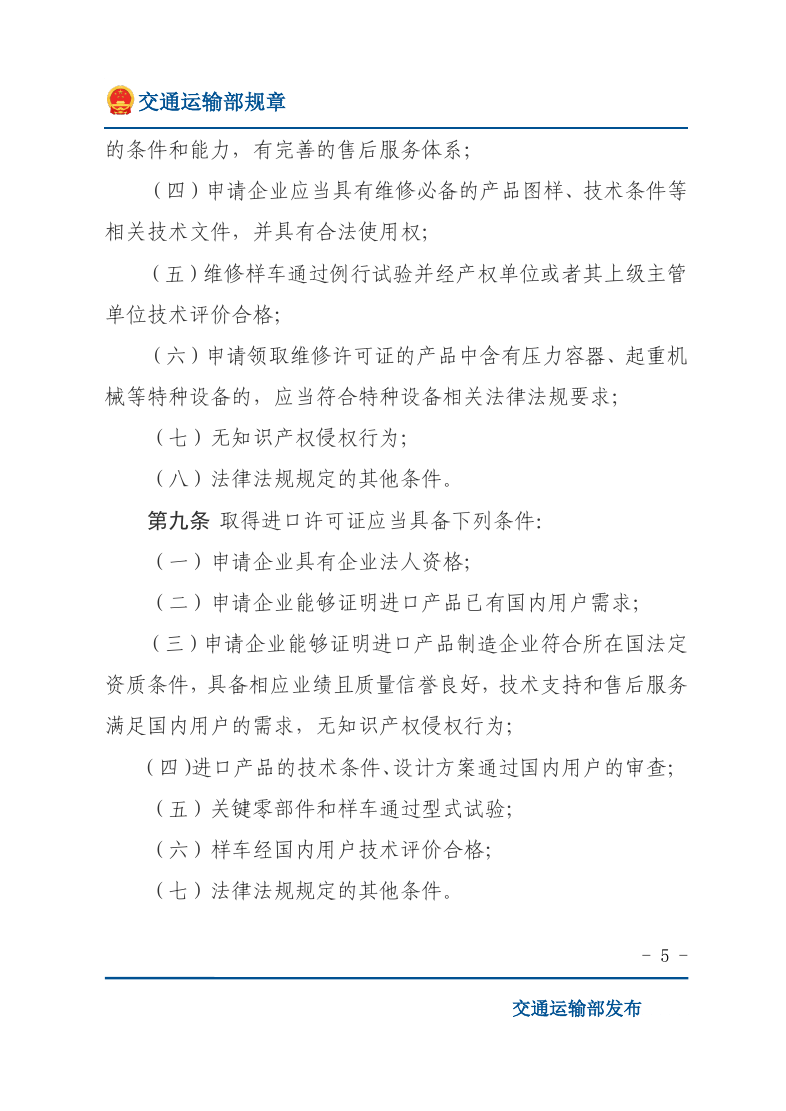 交通运输部规章
的条件和能力，有完善的售后服务体系；
（四）申请企业应当具有维修必备的产品图样、技术条件等
相关技术文件，并具有合法使用权；
（五）维修样车通过例行试验并经产权单位或者其上级主管
单位技术评价合格；
（六）申请领取维修许可证的产品中含有压力容器、起重机
械等特种设备的，应当符合特种设备相关法律法规要求；
（七）无知识产权侵权行为；
（八）法律法规规定的其他条件。
第九条 取得进口许可证应当具备下列条件：
（一）申请企业具有企业法人资格；
（二）申请企业能够证明进口产品已有国内用户需求；
（三）申请企业能够证明进口产品制造企业符合所在国法定
资质条件，具备相应业绩且质量信誉良好，技术支持和售后服务
满足国内用户的需求，无知识产权侵权行为；
（四）进口产品的技术条件、设计方案通过国内用户的审查；
（五）关键零部件和样车通过型式试验；
（六）样车经国内用户技术评价合格；
（七）法律法规规定的其他条件。
- 5 -
交通运输部发布